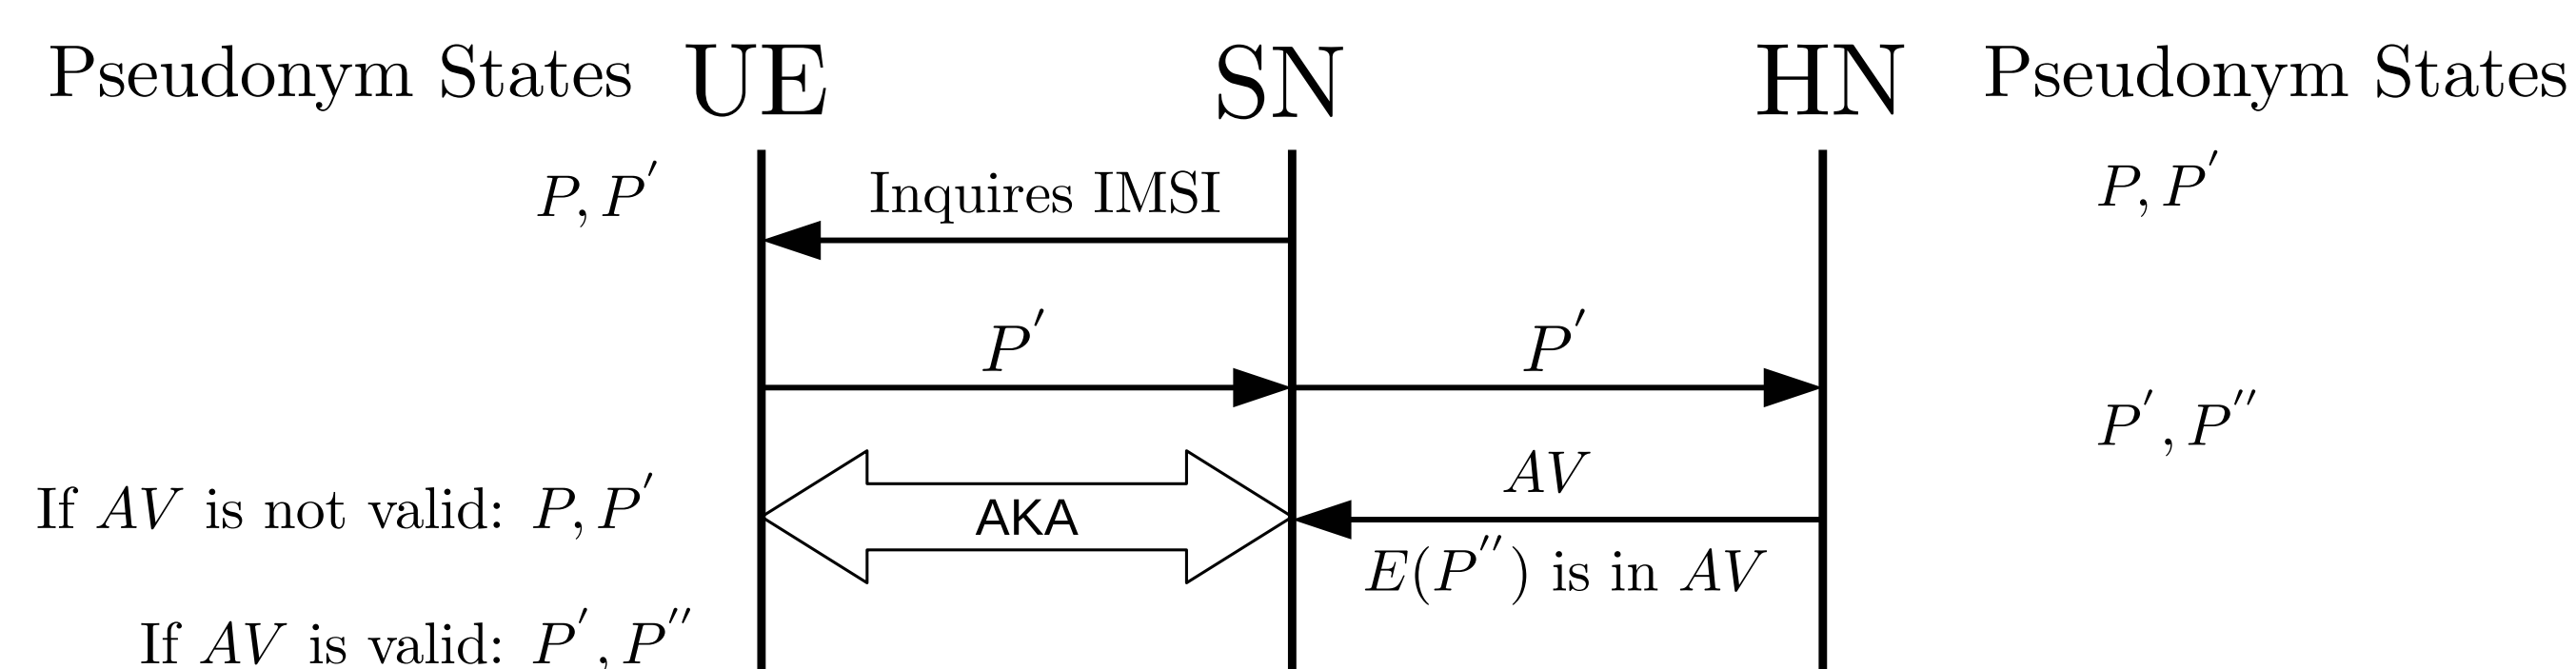 Pseudonym States UE SN HN Pseudonym States
P, P′ Inquires IMSI P, P′
P′ P′
P′, P″
AV
If AV is not valid: P, P′ AKA
E(P″) is in AV
If AV is valid: P′, P″